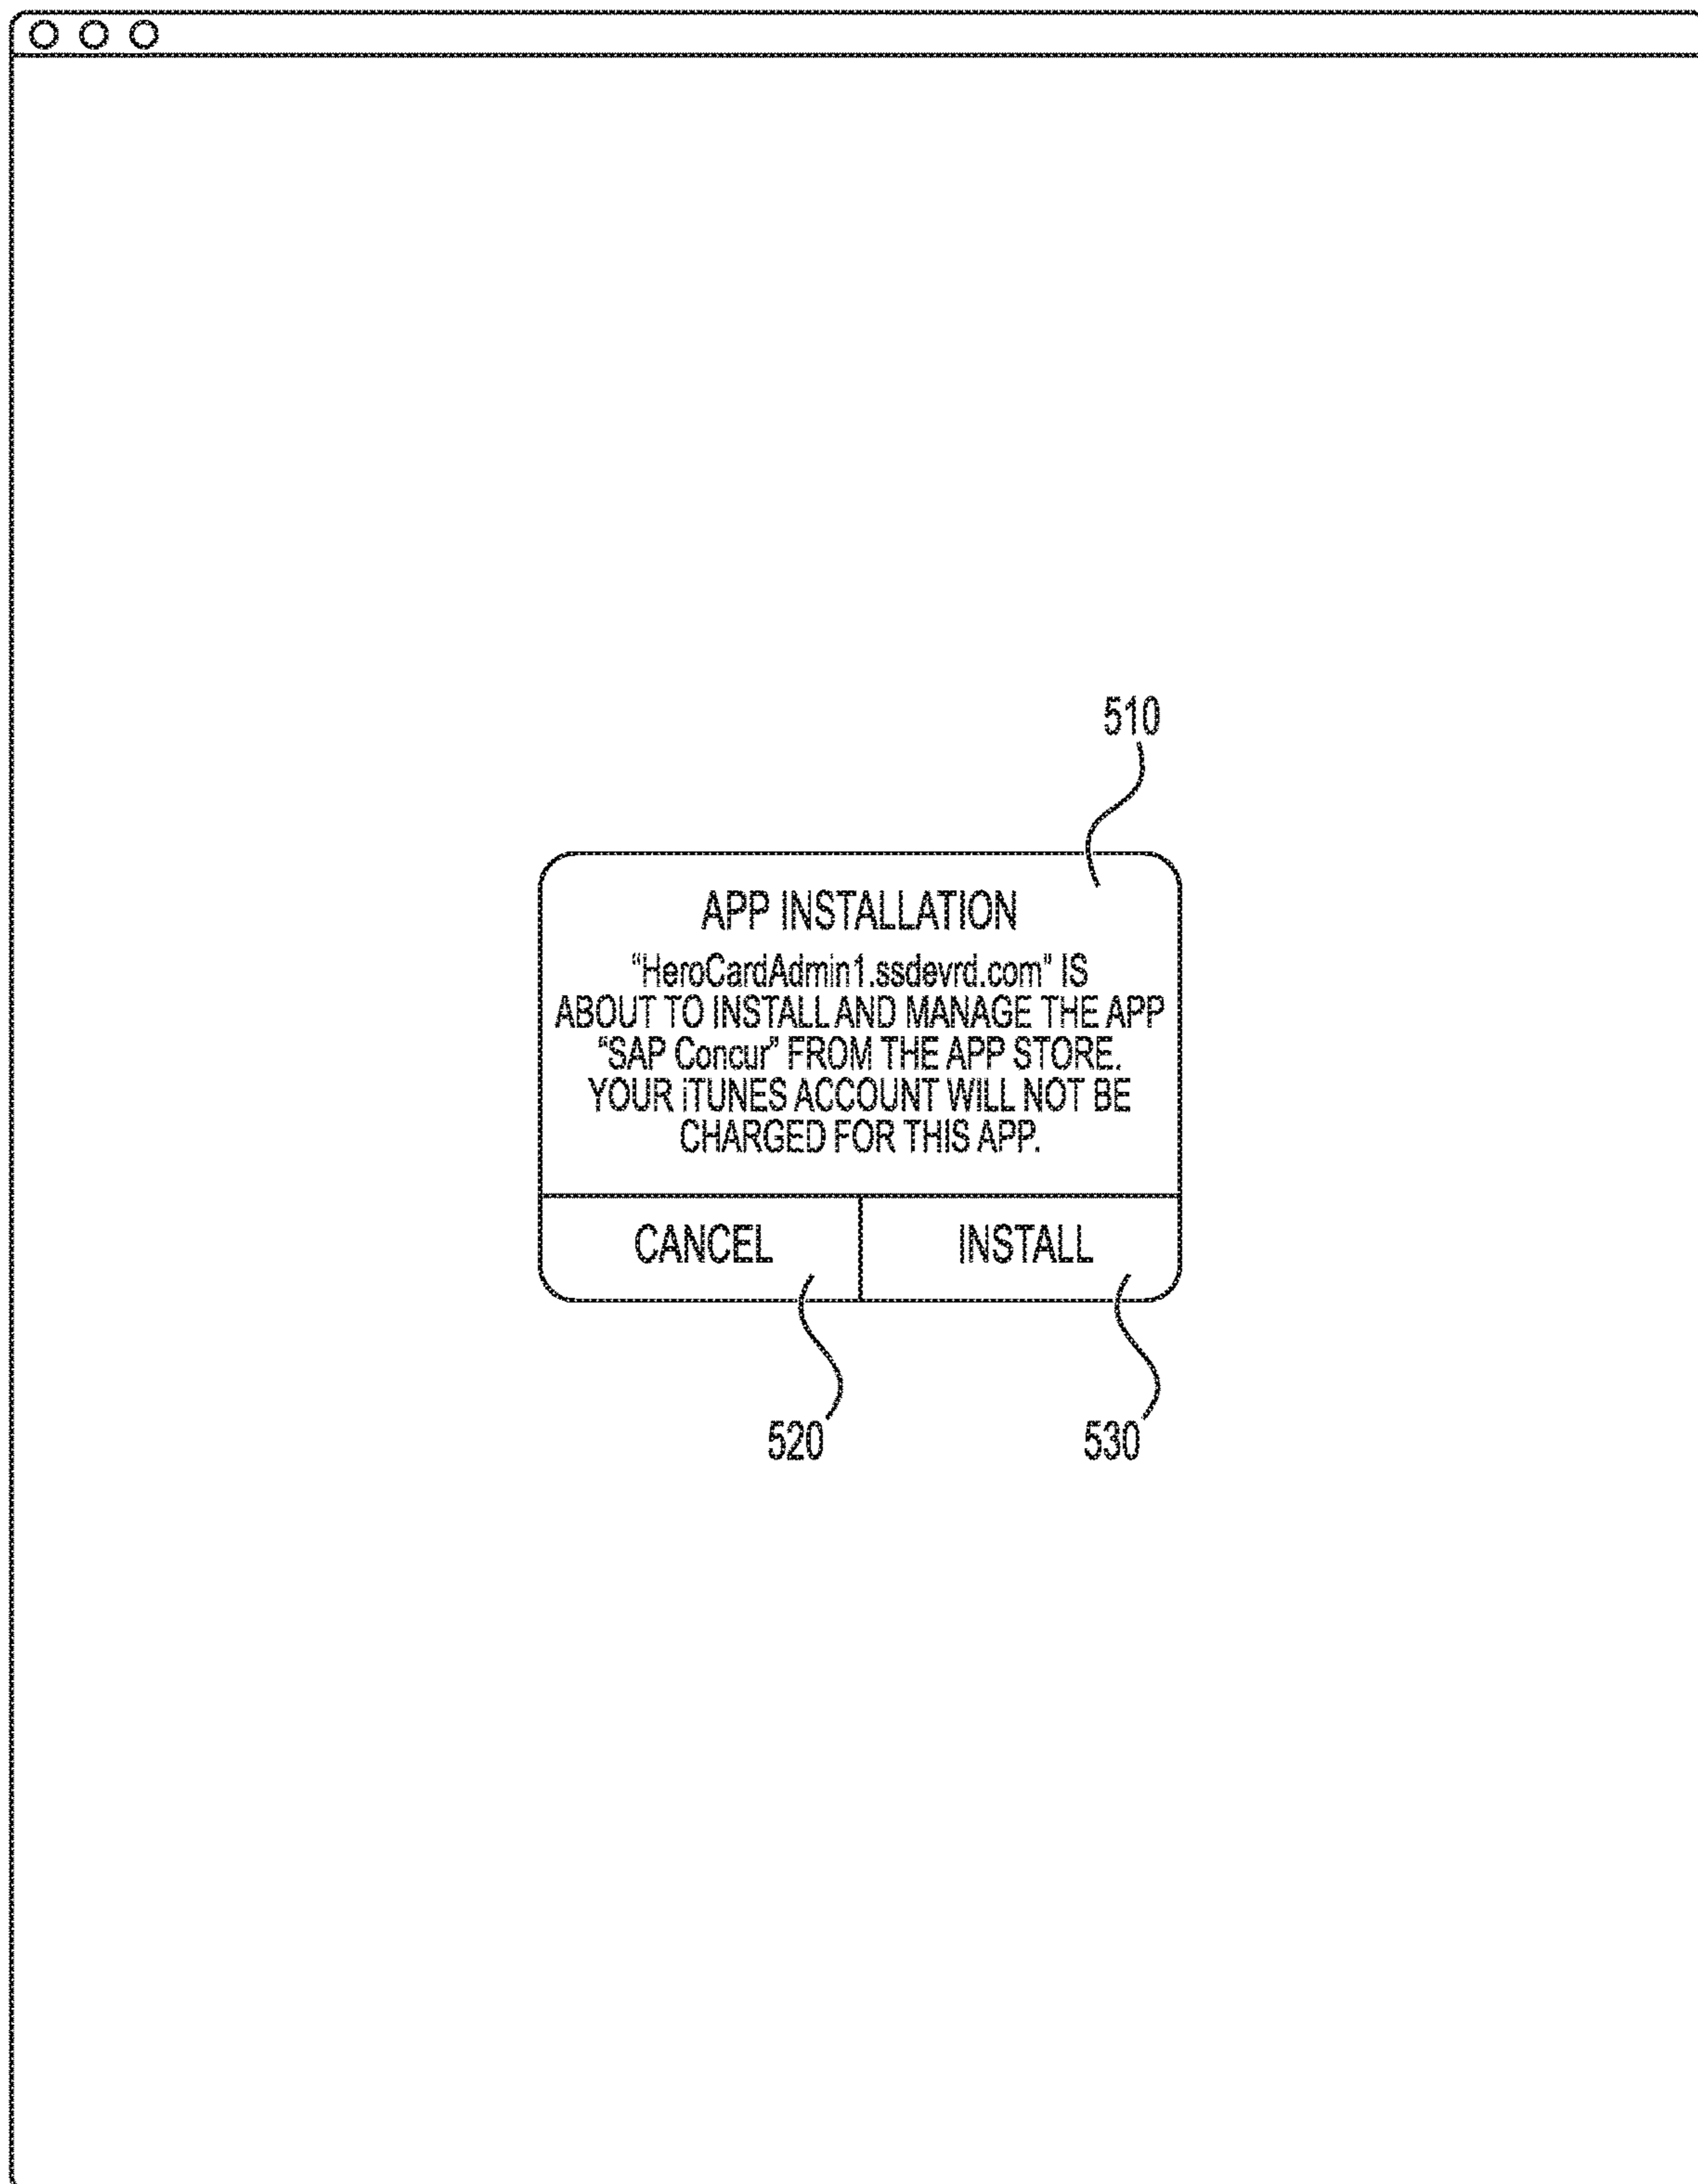 510
APP INSTALLATION
“HeroCardAdmin1.ssdevrd.com” IS
ABOUT TO INSTALL AND MANAGE THE APP
“SAP Concur” FROM THE APP STORE.
YOUR iTUNES ACCOUNT WILL NOT BE
CHARGED FOR THIS APP.
CANCEL INSTALL
520 530